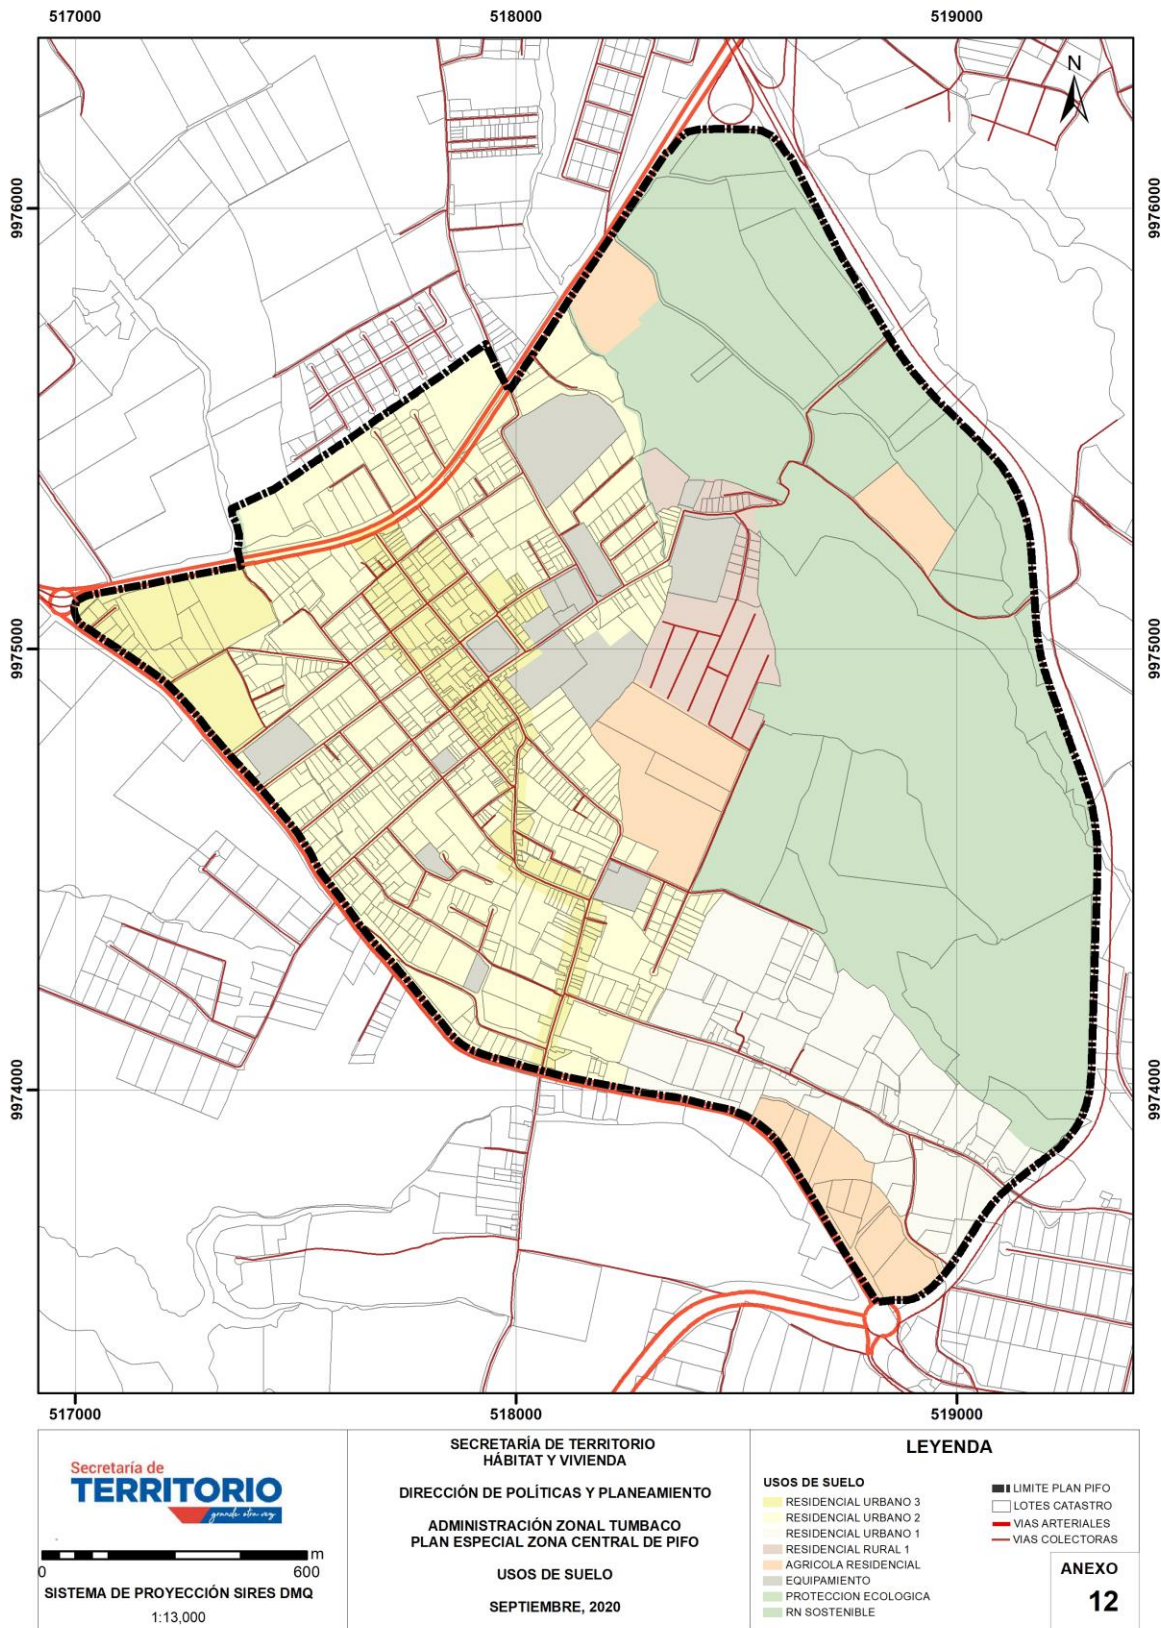 517000
518000
519000
N
9976000
9976000
9975000
9975000
9974000
9974000
517000
518000
519000
Secretaría de
TERRITORIO
grande otra vez
0
600
m
SISTEMA DE PROYECCIÓN SIRES DMQ
1:13,000
SECRETARÍA DE TERRITORIO
HÁBITAT Y VIVIENDA
DIRECCIÓN DE POLÍTICAS Y PLANEAMIENTO
ADMINISTRACIÓN ZONAL TUMBACO
PLAN ESPECIAL ZONA CENTRAL DE PIFO
USOS DE SUELO
SEPTIEMBRE, 2020
LEYENDA
USOS DE SUELO
RESIDENCIAL URBANO 3
RESIDENCIAL URBANO 2
RESIDENCIAL URBANO 1
RESIDENCIAL RURAL 1
AGRICOLA RESIDENCIAL
EQUIPAMIENTO
PROTECCION ECOLOGICA
RN SOSTENIBLE
LIMITE PLAN PIFO
LOTES CATASTRO
VIAS ARTERIALES
VIAS COLECTORAS
ANEXO
12